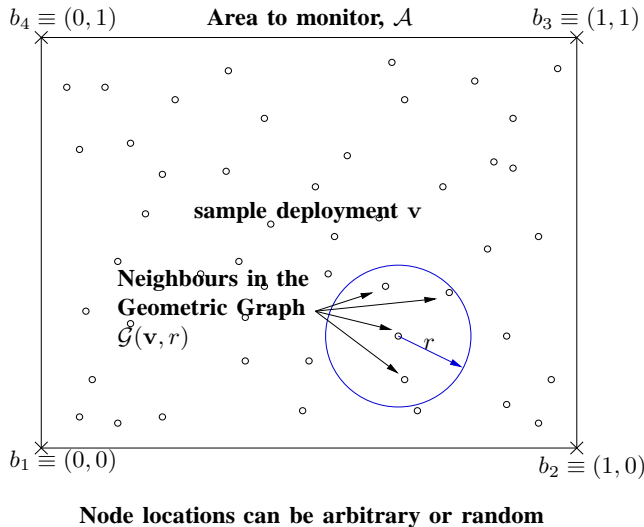 b₄ ≡ (0, 1)
Area to monitor, 𝒜
b₃ ≡ (1, 1)
sample deployment v
Neighbours in the
Geometric Graph
𝒢(v, r)
r
b₁ ≡ (0, 0)
b₂ ≡ (1, 0)
Node locations can be arbitrary or random